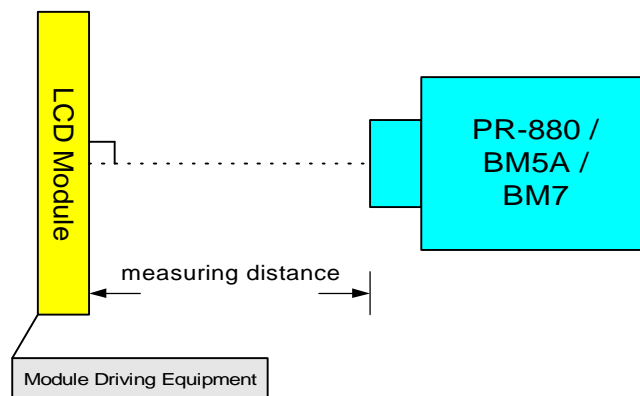 LCD Module
PR-880 /
BM5A /
BM7
measuring distance
Module Driving Equipment